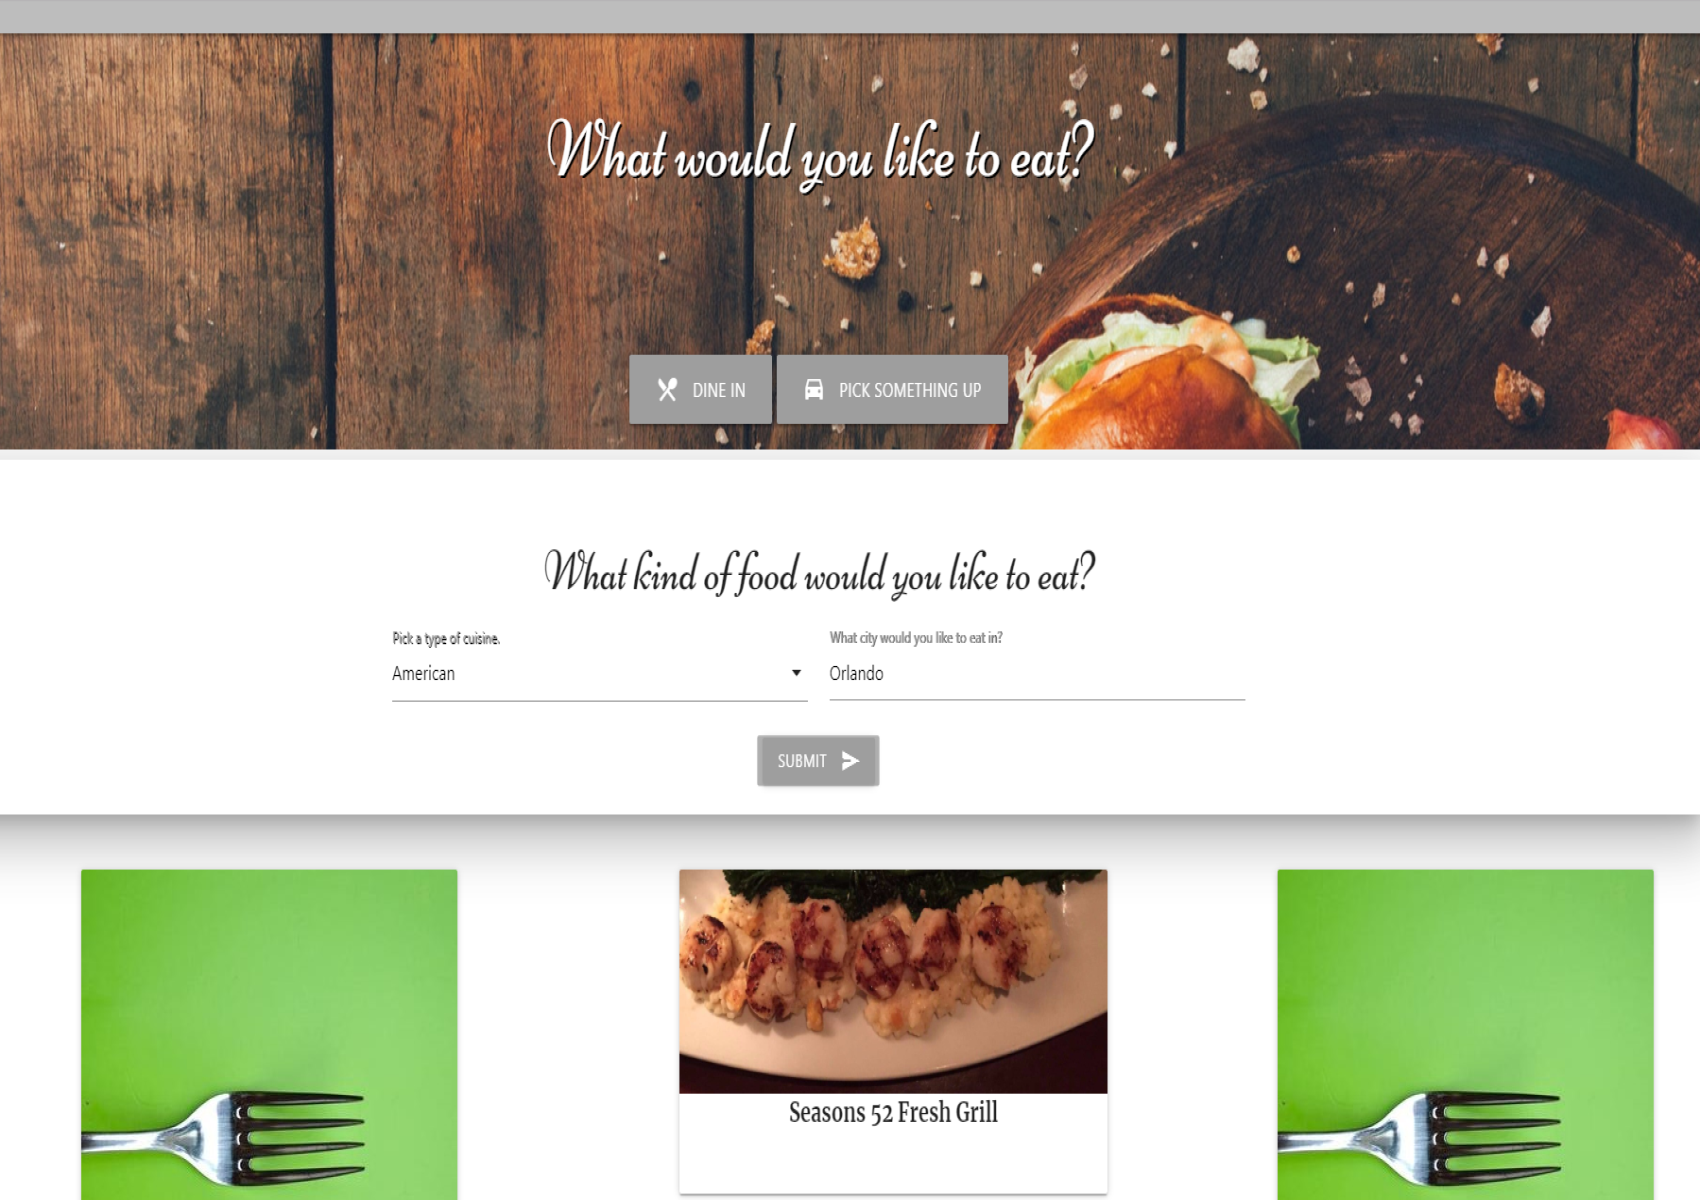 What would you like to eat?
DINE IN
PICK SOMETHING UP
What kind of food would you like to eat?
Pick a type of cuisine.
What city would you like to eat in?
American
Orlando
SUBMIT
Seasons 52 Fresh Grill